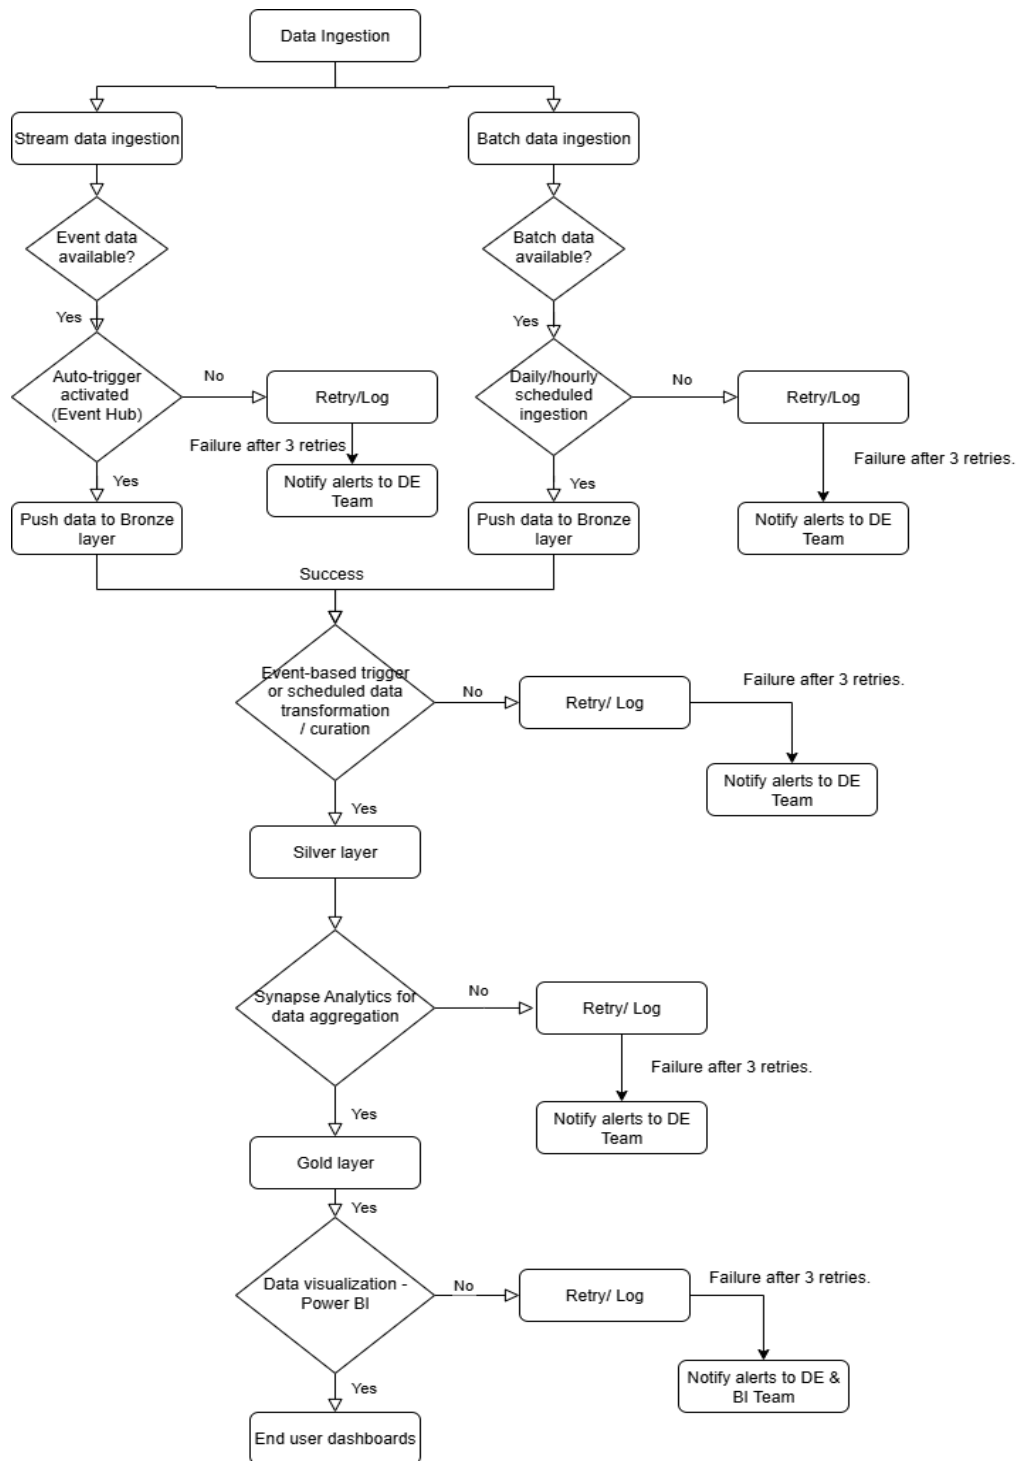 Data Ingestion
Stream data ingestion
Batch data ingestion
Event data
available?
Batch data
available?
Yes
Yes
Auto-trigger
activated
(Event Hub)
No
Retry/Log
Daily/hourly
scheduled
ingestion
No
Retry/Log
Failure after 3 retries
Failure after 3 retries.
Yes
Notify alerts to DE
Team
Yes
Push data to Bronze
layer
Push data to Bronze
layer
Notify alerts to DE
Team
Success
Event-based trigger
or scheduled data
transformation
/ curation
No
Retry/ Log
Failure after 3 retries.
Notify alerts to DE
Team
Yes
Silver layer
Synapse Analytics for
data aggregation
No
Retry/ Log
Failure after 3 retries.
Yes
Notify alerts to DE
Team
Gold layer
Yes
Data visualization -
Power BI
No
Retry/ Log
Failure after 3 retries.
Notify alerts to DE &
BI Team
Yes
End user dashboards